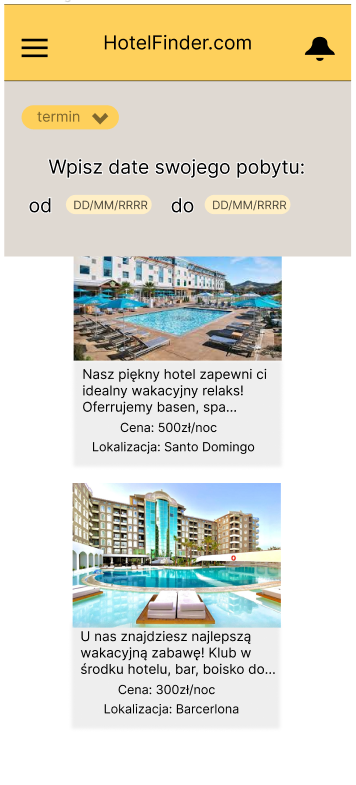 HotelFinder.com
termin
Wpisz date swojego pobytu:
od DD/MM/RRRR do DD/MM/RRRR
Nasz piękny hotel zapewni ci
idealny wakacyjny relaks!
Oferrujemy basen, spa...
Cena: 500zł/noc
Lokalizacja: Santo Domingo
U nas znajdziesz najlepszą
wakacyjną zabawę! Klub w
środku hotelu, bar, boisko do...
Cena: 300zł/noc
Lokalizacja: Barcerlona